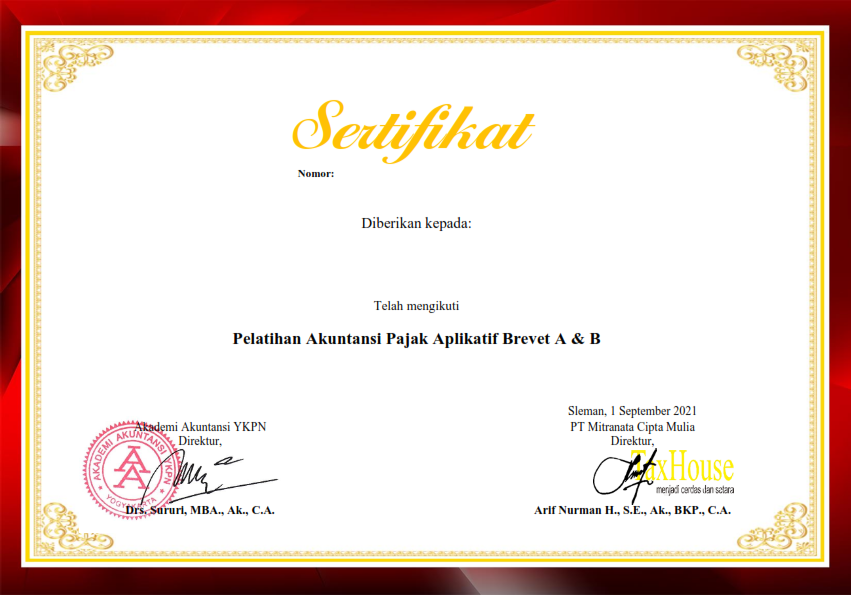 Sertifikat
Nomor:
Diberikan kepada:
Telah mengikuti
Pelatihan Akuntansi Pajak Aplikatif Brevet A & B
Akademi Akuntansi YKPN
Direktur,
AKADEMI AKUNTANSI YKPN
YOGYAKARTA
Drs. Sururi, MBA., Ak., C.A.
Sleman, 1 September 2021
PT Mitranata Cipta Mulia
Direktur,
TaxHouse
menjadi cerdas dan setara
Arif Nurman H., S.E., Ak., BKP., C.A.